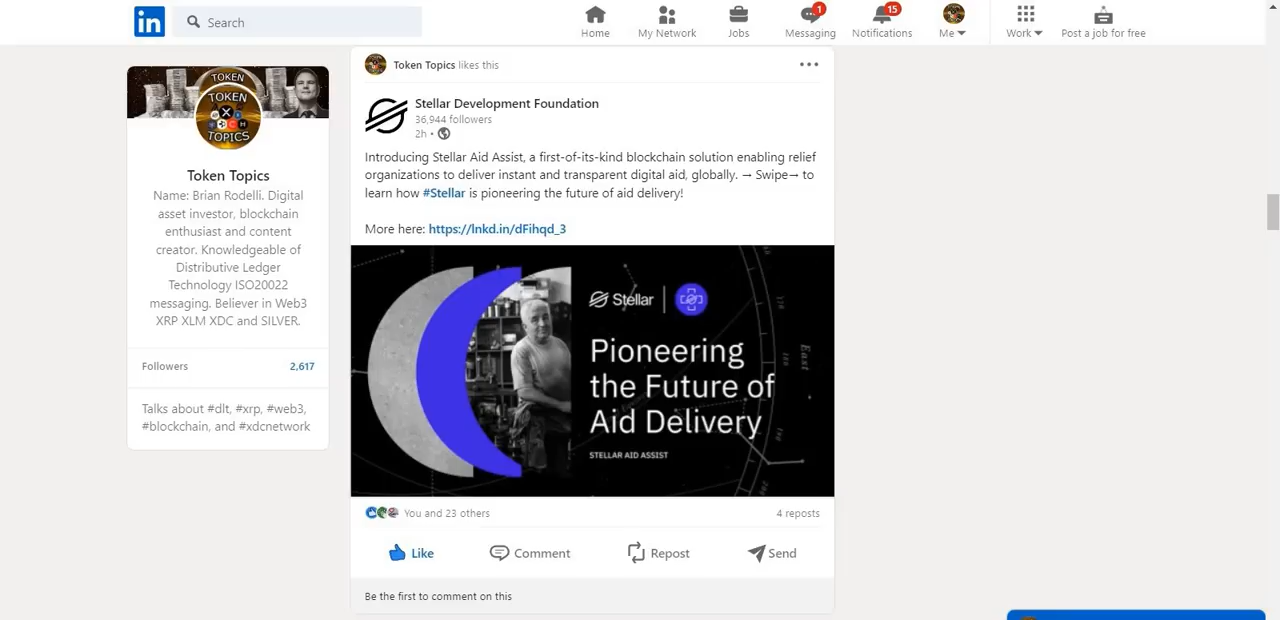 in
Search
Home
My Network
Jobs
1
Messaging
15
Notifications
Me
Work
Post a job for free
TOKEN
TOKEN
TOPICS
Token Topics
Name: Brian Rodelli. Digital
asset investor, blockchain
enthusiast and content
creator. Knowledgeable of
Distributive Ledger
Technology ISO20022
messaging. Believer in Web3
XRP XLM XDC and SILVER.
Followers
2,617
Talks about #dlt, #xrp, #web3,
#blockchain, and #xdcnetwork
Token Topics likes this
Stellar Development Foundation
36,944 followers
2h •
Introducing Stellar Aid Assist, a first-of-its-kind blockchain solution enabling relief
organizations to deliver instant and transparent digital aid, globally. → Swipe→ to
learn how #Stellar is pioneering the future of aid delivery!
More here: https://lnkd.in/dFihqd_3
Stellar
Pioneering
the Future of
Aid Delivery
STELLAR AID ASSIST
East
You and 23 others
4 reposts
Like
Comment
Repost
Send
Be the first to comment on this